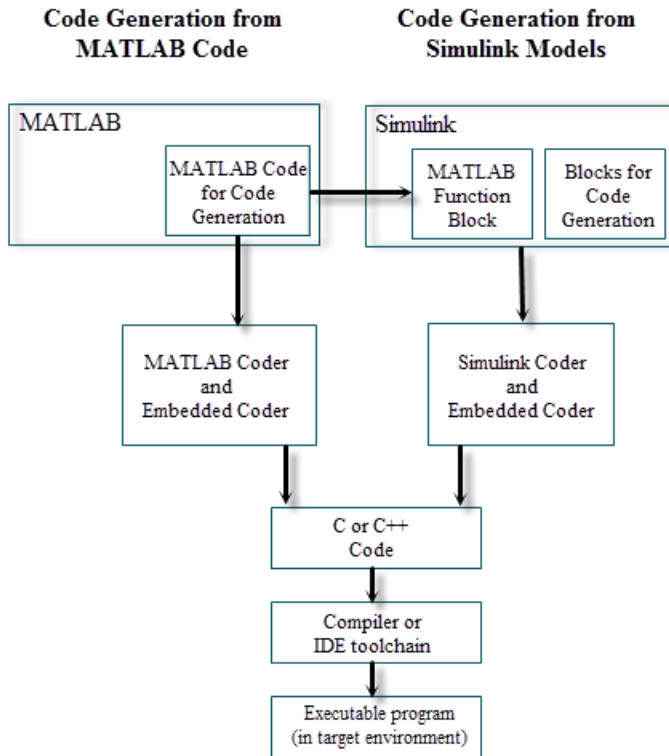 Code Generation from
MATLAB Code
Code Generation from
Simulink Models
MATLAB
MATLAB Code
for Code
Generation
Simulink
MATLAB
Function
Block
Blocks for
Code
Generation
MATLAB Coder
and
Embedded Coder
Simulink Coder
and
Embedded Coder
C or C++
Code
Compiler or
IDE toolchain
Executable program
(in target environment)